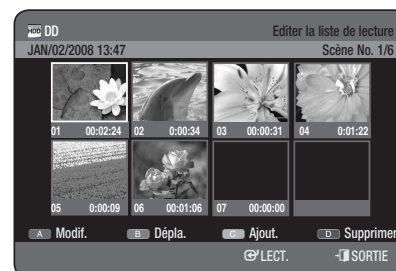 HDD DD Editer la liste de lecture
JAN/02/2008 13:47 Scène No. 1/6
01 00:02:24 02 0:00:34 03 00:00:31 04 0:01:22
05 0:00:09 06 00:01:06 07 00:00:00
A Modif. B Dépla. C Ajout. D Supprimer
LECT. SORTIE